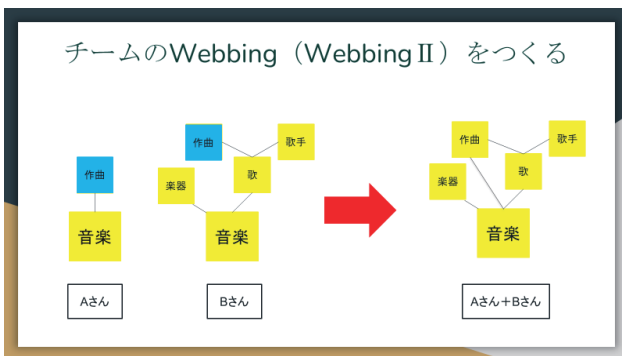 チームのWebbing（WebbingⅡ）をつくる
作曲
音楽
Aさん
作曲
歌手
楽器
歌
音楽
Bさん
作曲
歌手
楽器
歌
音楽
Aさん＋Bさん